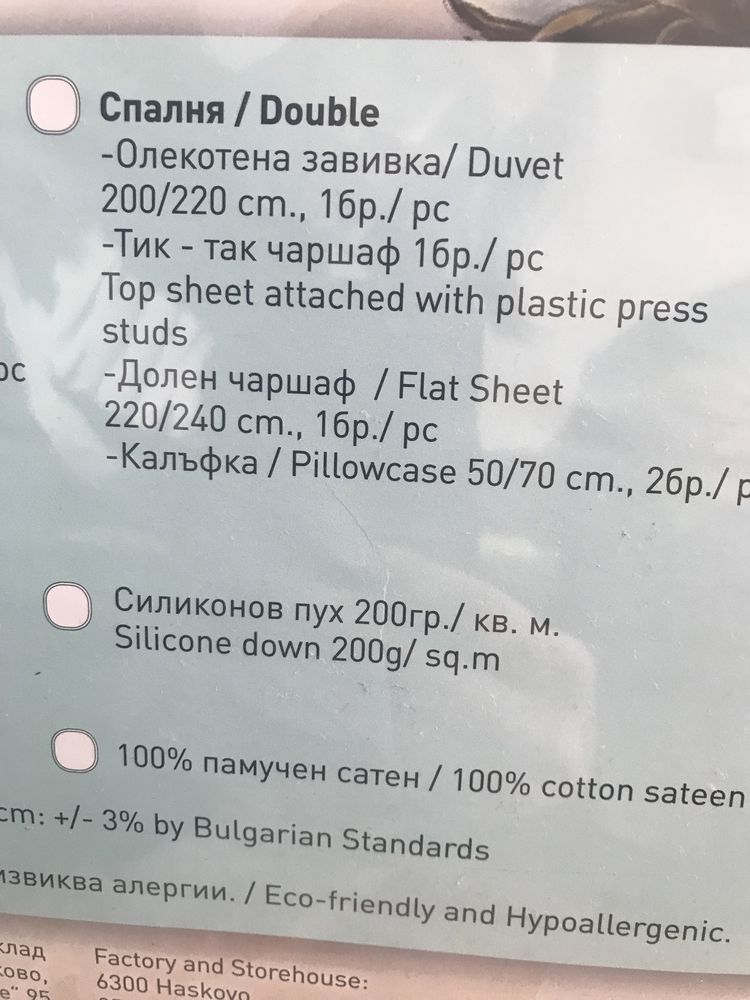 Спалня / Double
-Олекотена завивка/ Duvet
200/220 cm., 1бр./ pc
-Тик - так чаршаф 1бр./ pc
Top sheet attached with plastic press
studs
-Долен чаршаф / Flat Sheet
220/240 cm., 1бр./ pc
-Калъфка / Pillowcase 50/70 cm., 2бр./
Силиконов пух 200гр./ кв. м.
Silicone down 200g/ sq.m
100% памучен сатен / 100% cotton sateen
cm: +/- 3% by Bulgarian Standards
алергии. / Eco-friendly and Hypoallergenic.
Factory and Storehouse:
6300 Haskovo